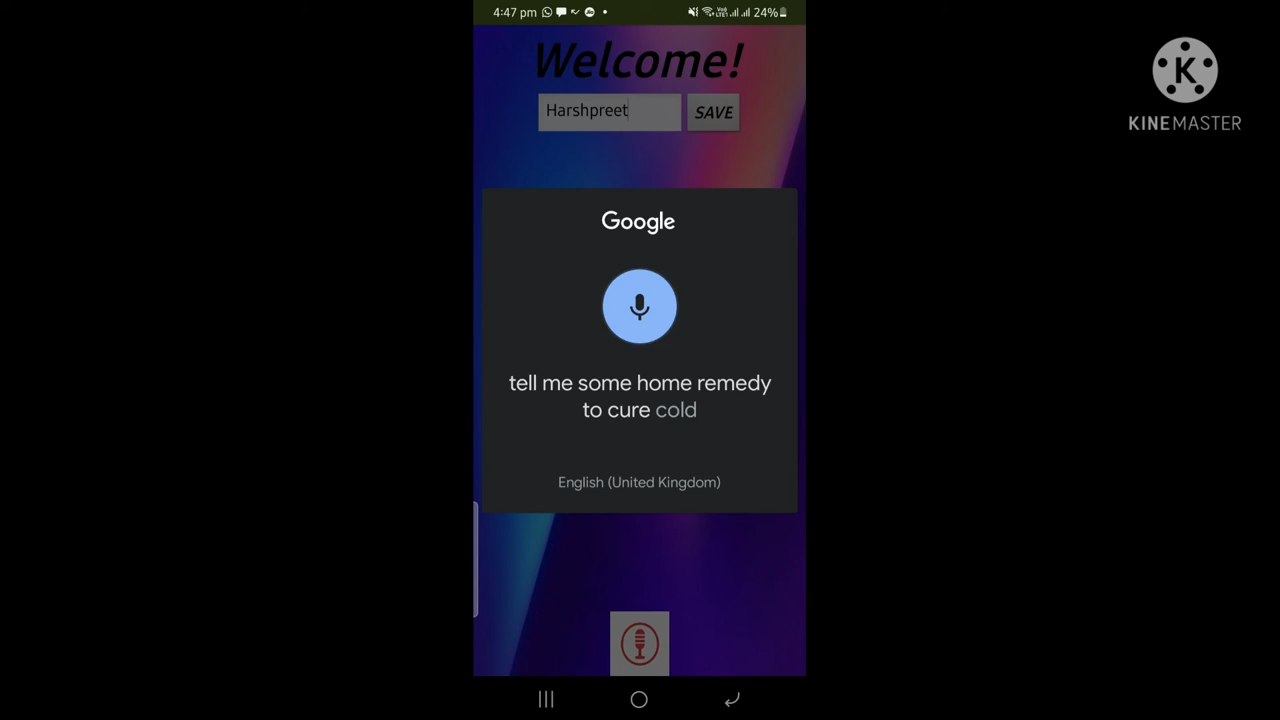 4:47 pm
24%
Welcome!
Harshpreet
SAVE
Google
tell me some home remedy
to cure cold
English (United Kingdom)
K
KINEMASTER